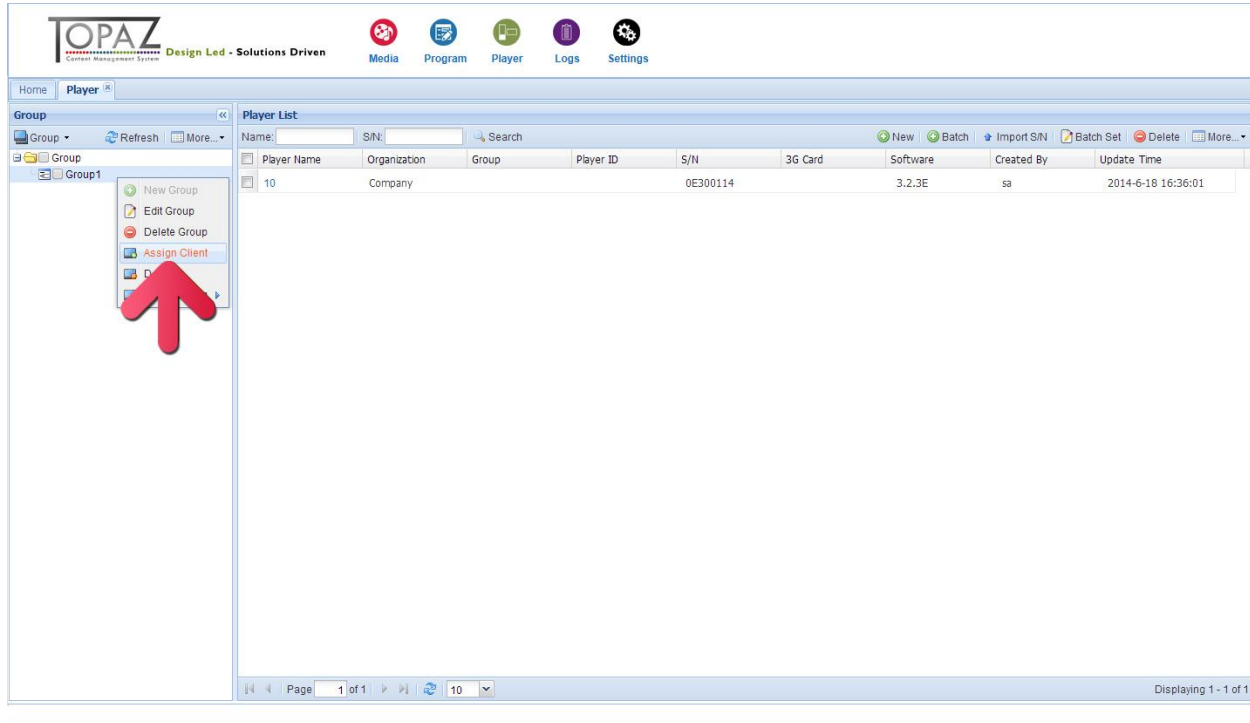 TOPAZ
Content Management System
Design Led - Solutions Driven
Media Program Player Logs Settings
Home Player
Group
Player List
Group Refresh More...
Name: S/N: Search New Batch Import S/N Batch Set Delete More...
Player Name Organization Group Player ID S/N 3G Card Software Created By Update Time
10 Company 0E300114 3.2.3E sa 2014-6-18 16:36:01
Group
Group1
New Group
Edit Group
Delete Group
Assign Client
Page 1 of 1 10 Displaying 1 - 1 of 1